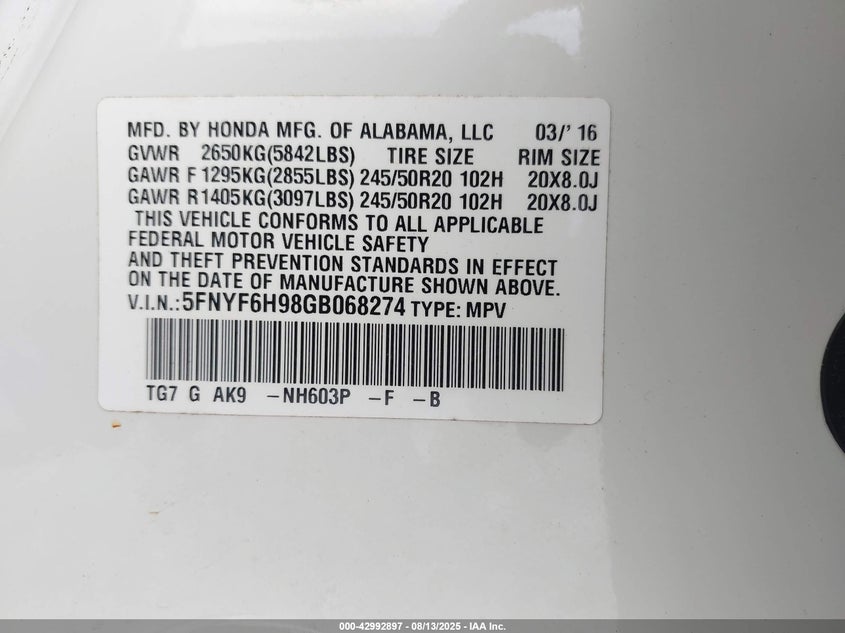 MFD. BY HONDA MFG. OF ALABAMA, LLC 03/' 16
GVWR 2650KG(5842LBS) TIRE SIZE RIM SIZE
GAWR F 1295KG(2855LBS) 245/50R20 102H 20X8.0J
GAWR R1405KG(3097LBS) 245/50R20 102H 20X8.0J
THIS VEHICLE CONFORMS TO ALL APPLICABLE
FEDERAL MOTOR VEHICLE SAFETY
AND THEFT PREVENTION STANDARDS IN EFFECT
ON THE DATE OF MANUFACTURE SHOWN ABOVE.
V.I.N.:5FNYF6H98GB068274 TYPE: MPV
TG7 G AK9 -NH603P -F -B
000-42992897 - 08/13/2025 - IAA Inc.